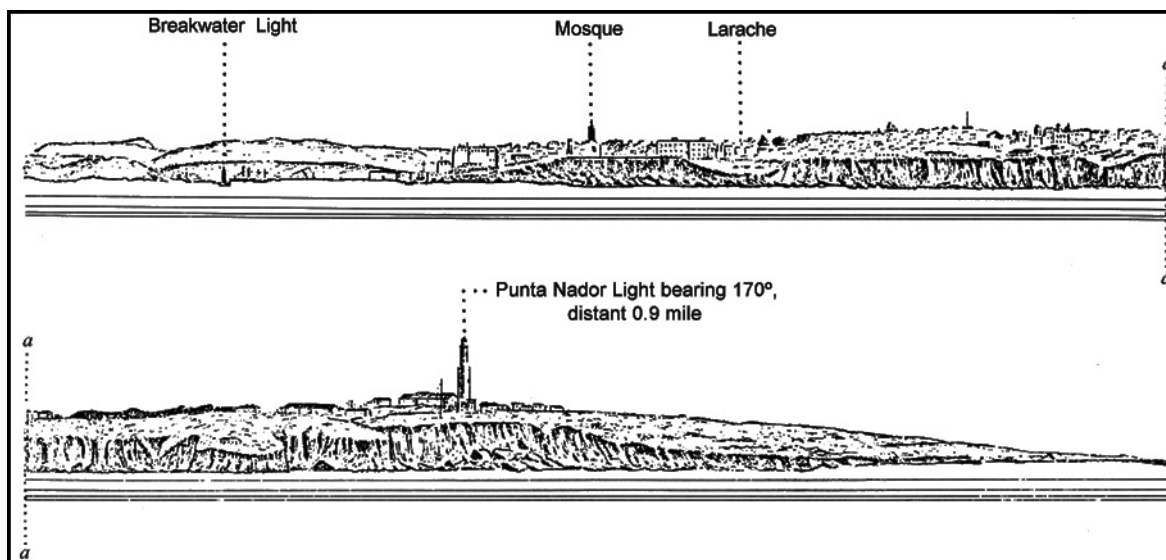 Breakwater Light
Mosque
Larache
a
a
Punta Nador Light bearing 170º,
distant 0.9 mile
a
a